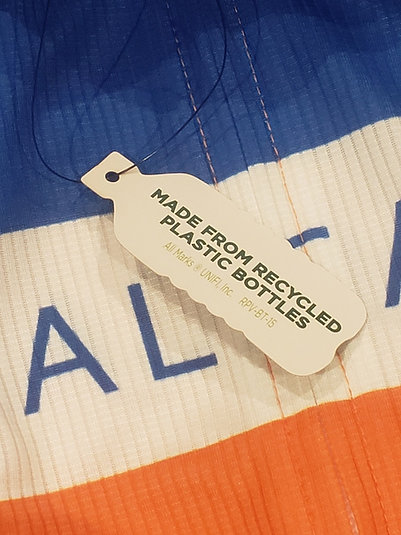 MADE FROM RECYCLED
PLASTIC BOTTLES
All Marks ® UNIFI, Inc. RPV-BT-15
AL